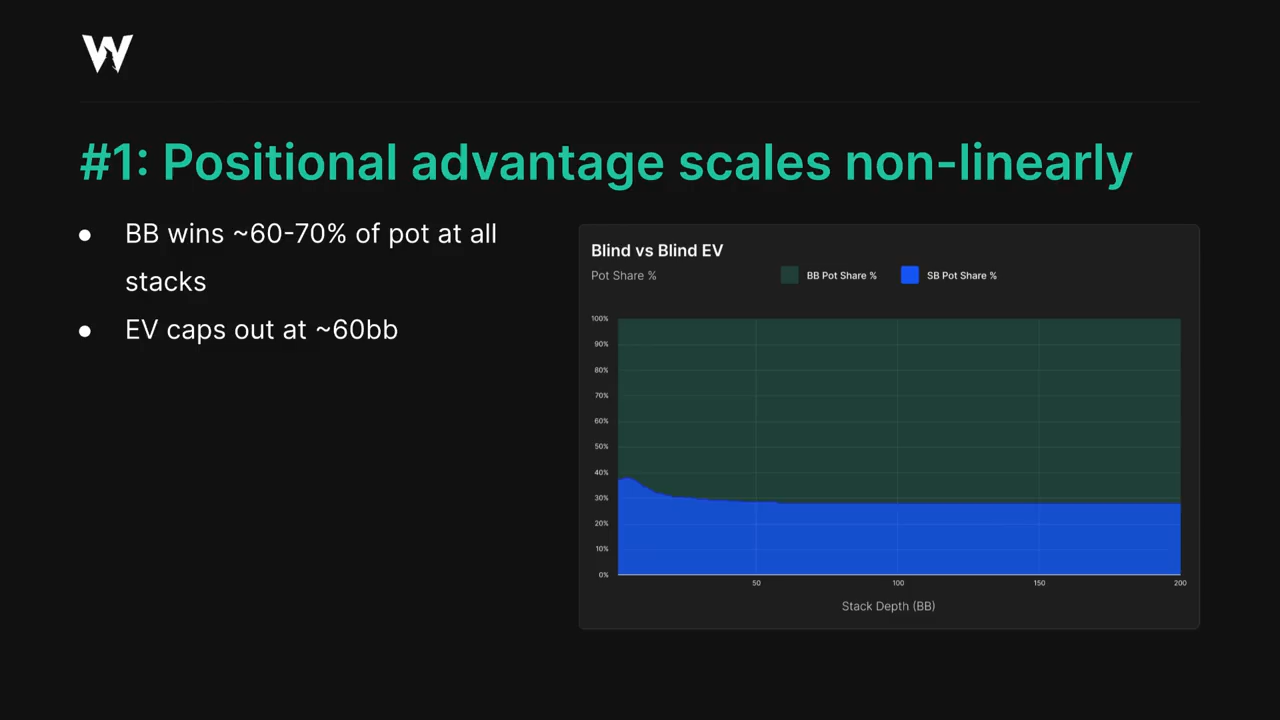 W
#1: Positional advantage scales non-linearly
● BB wins ~60-70% of pot at all
stacks
● EV caps out at ~60bb
Blind vs Blind EV
Pot Share %
BB Pot Share %
SB Pot Share %
100%
90%
80%
70%
60%
50%
40%
30%
20%
10%
0%
50 100 150 200
Stack Depth (BB)